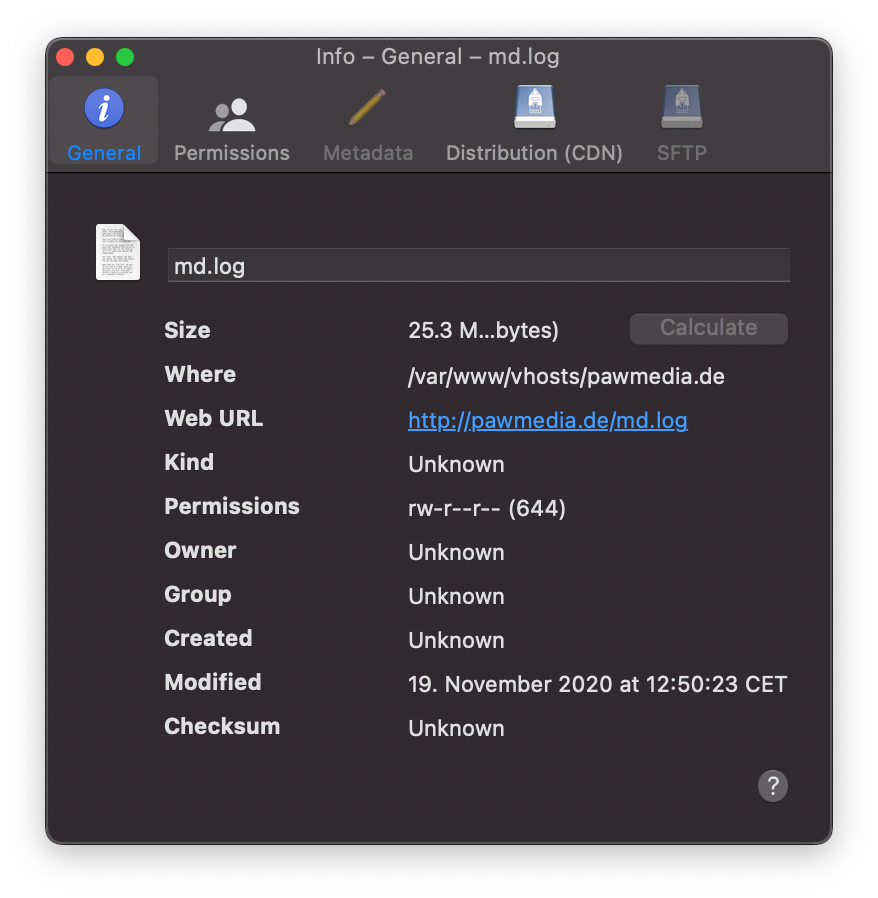 Info – General – md.log
General Permissions Metadata Distribution (CDN) SFTP
md.log
Size 25.3 M...bytes) Calculate
Where /var/www/vhosts/pawmedia.de
Web URL http://pawmedia.de/md.log
Kind Unknown
Permissions rw-r--r-- (644)
Owner Unknown
Group Unknown
Created Unknown
Modified 19. November 2020 at 12:50:23 CET
Checksum Unknown
?